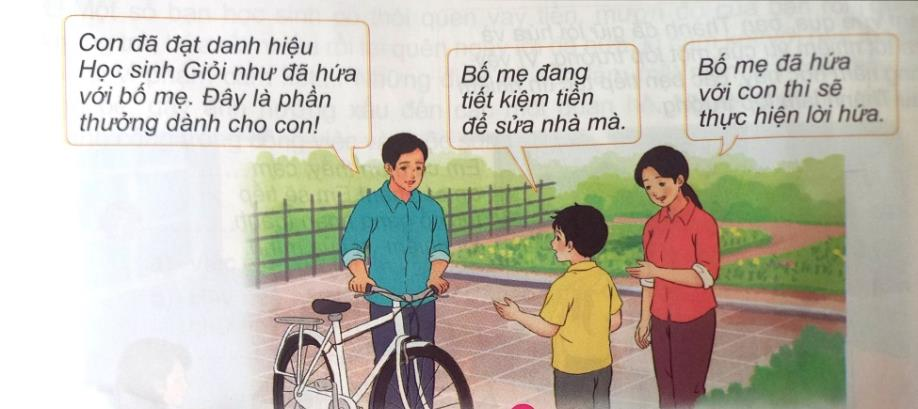 Con đã đạt danh hiệu
Học sinh Giỏi như đã hứa
với bố mẹ. Đây là phần
thưởng dành cho con!
Bố mẹ đang
tiết kiệm tiền
để sửa nhà mà.
Bố mẹ đã hứa
với con thì sẽ
thực hiện lời hứa.